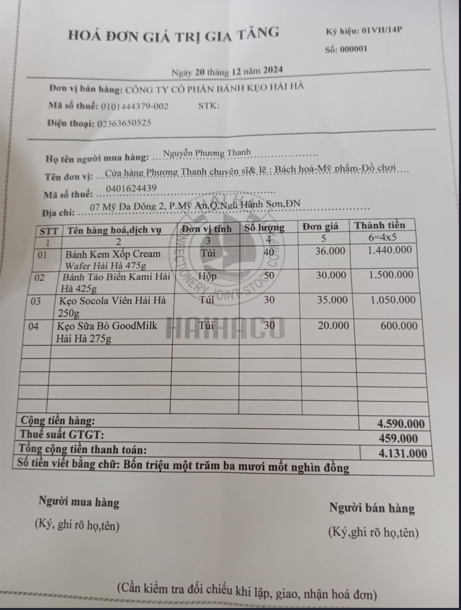 HOÁ ĐƠN GIÁ TRỊ GIA TĂNG
Ký hiệu: 01VH/14P
Số: 000001
Ngày 20 tháng 12 năm 2024
Đơn vị bán hàng: CÔNG TY CỔ PHẦN BÁNH KẸO HẢI HÀ
Mã số thuế: 0101444379-002 STK:
Điện thoại: 02363650525
Họ tên người mua hàng: Nguyễn Phương Thanh
Tên đơn vị: Cửa hàng Phương Thanh chuyên sỉ& lẻ : Bách hoá-Mỹ phẩm-Đồ chơi
Mã số thuế: 0401624439
Địa chỉ: 07 Mỹ Đa Đông 2, P.Mỹ An,Q.Ngũ Hành Sơn,ĐN
STT Tên hàng hoá,dịch vụ Đơn vị tính Số lượng Đơn giá Thành tiền
1 2 3 4 5 6=4x5
01 Bánh Kem Xốp Cream Túi 40 36.000 1.440.000
Wafer Hải Hà 475g
02 Bánh Tảo Biển Kami Hải Hộp 50 30.000 1.500.000
Hà 425g
03 Kẹo Socola Viên Hải Hà Túi 30 35.000 1.050.000
250g
04 Kẹo Sữa Bò GoodMilk Túi 30 20.000 600.000
Hải Hà 275g
HAIHACO
Cộng tiền hàng: 4.590.000
Thuế suất GTGT: 459.000
Tổng cộng tiền thanh toán: 4.131.000
Số tiền viết bằng chữ: Bốn triệu một trăm ba mươi mốt nghìn đồng
Người mua hàng Người bán hàng
(Ký, ghi rõ họ,tên) (Ký,ghi rõ họ,tên)
(Cần kiểm tra đối chiếu khi lập, giao, nhận hoá đơn)